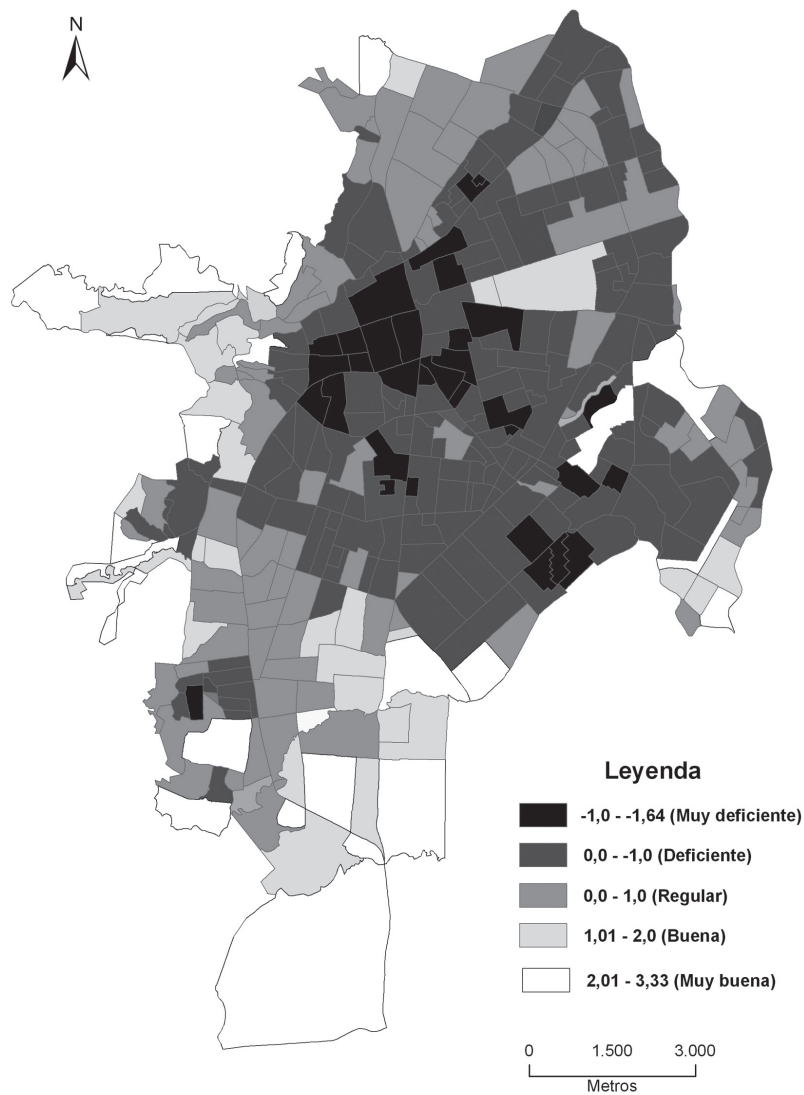 N
Leyenda
-1,0 - -1,64 (Muy deficiente)
0,0 - -1,0 (Deficiente)
0,0 - 1,0 (Regular)
1,01 - 2,0 (Buena)
2,01 - 3,33 (Muy buena)
0 1.500 3.000
Metros